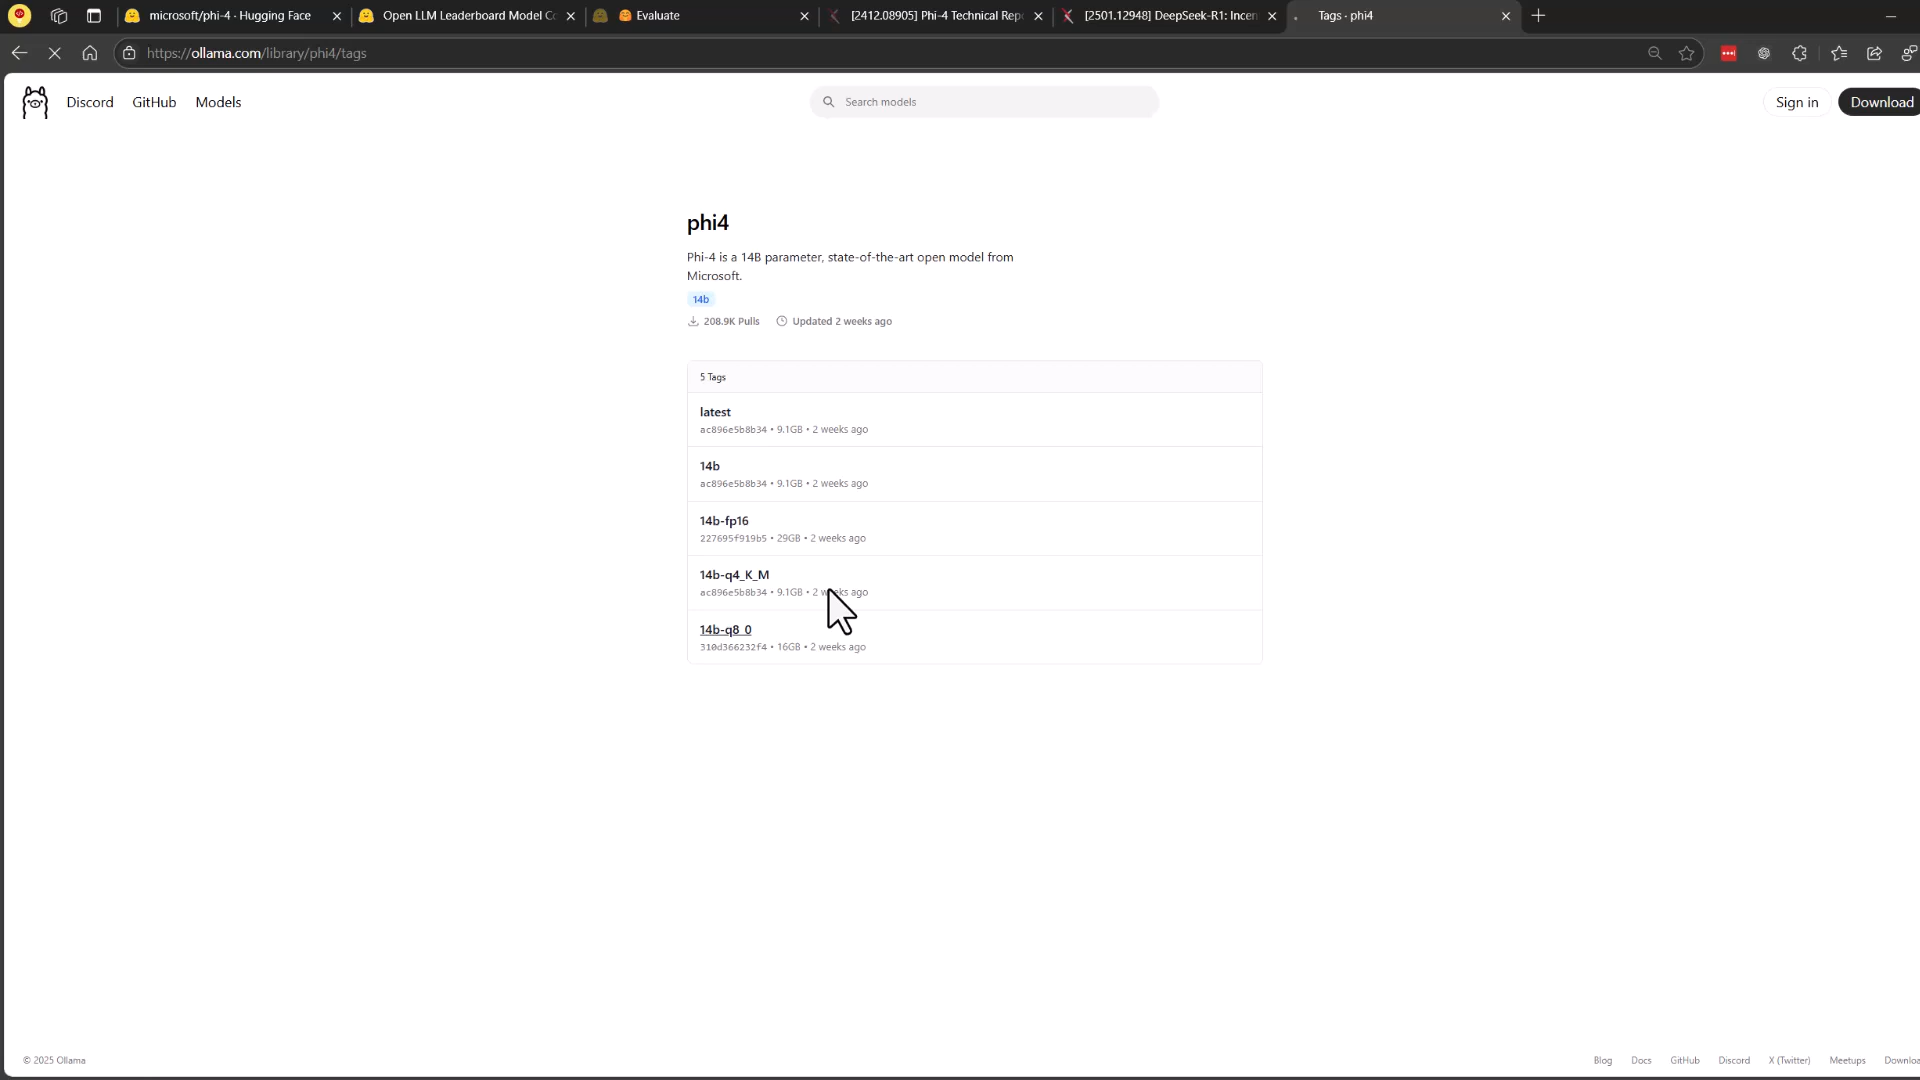 microsoft/phi-4 · Hugging Face
Open LLM Leaderboard Model Co
Evaluate
[2412.08905] Phi-4 Technical Repo
[2501.12948] DeepSeek-R1: Incen
Tags · phi4
https://ollama.com/library/phi4/tags
Discord GitHub Models
Search models
Sign in
Download
phi4
Phi-4 is a 14B parameter, state-of-the-art open model from
Microsoft.
14b
208.9K Pulls Updated 2 weeks ago
5 Tags
latest
ac896e5b8b34 • 9.1GB • 2 weeks ago
14b
ac896e5b8b34 • 9.1GB • 2 weeks ago
14b-fp16
227695f919b5 • 29GB • 2 weeks ago
14b-q4_K_M
ac896e5b8b34 • 9.1GB • 2 weeks ago
14b-q8_0
310d366232f4 • 16GB • 2 weeks ago
© 2025 Ollama
Blog Docs GitHub Discord X (Twitter) Meetups Downloa